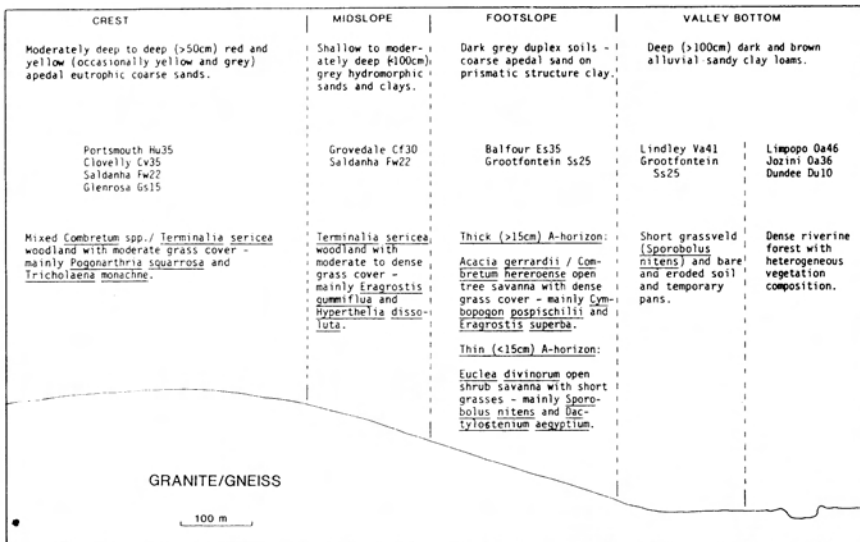 CREST
Moderately deep to deep (>50cm) red and
yellow (occasionally yellow and grey)
apedal eutrophic coarse sands.
Portsmouth Hu35
Clovelly Cv35
Saldanha Fw22
Glenrosa Gs15
Mixed Combretum spp./ Terminalia sericea
woodland with moderate grass cover -
mainly Pogonarthria squarrosa and
Tricholaena monachne.
MIDSLOPE
Shallow to moder-
ately deep (<100cm)
grey hydromorphic
sands and clays.
Grovedale Cf30
Saldanha Fw22
Terminalia sericea
woodland with
moderate to dense
grass cover -
mainly Eragrostis
gummiflua and
Hyperthelia disso-
luta.
FOOTSLOPE
Dark grey duplex soils -
coarse apedal sand on
prismatic structure clay.
Balfour Es35
Grootfontein Ss25
Thick (>15cm) A-horizon:
Acacia gerrardii / Com-
bretum hereroense open
tree savanna with dense
grass cover - mainly Cym-
bopogon pospischilii and
Eragrostis superba.
Thin (<15cm) A-horizon:
Euclea divinorum open
shrub savanna with short
grasses - mainly Sporo-
bolus nitens and Dac-
tylostenium aegyptium.
VALLEY BOTTOM
Deep (>100cm) dark and brown
alluvial sandy clay loams.
Lindley Va41
Grootfontein
Ss25
Short grassveld
(Sporobolus
nitens) and bare
and eroded soil
and temporary
pans.
Limpopo Oa46
Jozini Oa36
Dundee Du10
Dense riverine
forest with
heterogeneous
vegetation
composition.
GRANITE/GNEISS
100 m